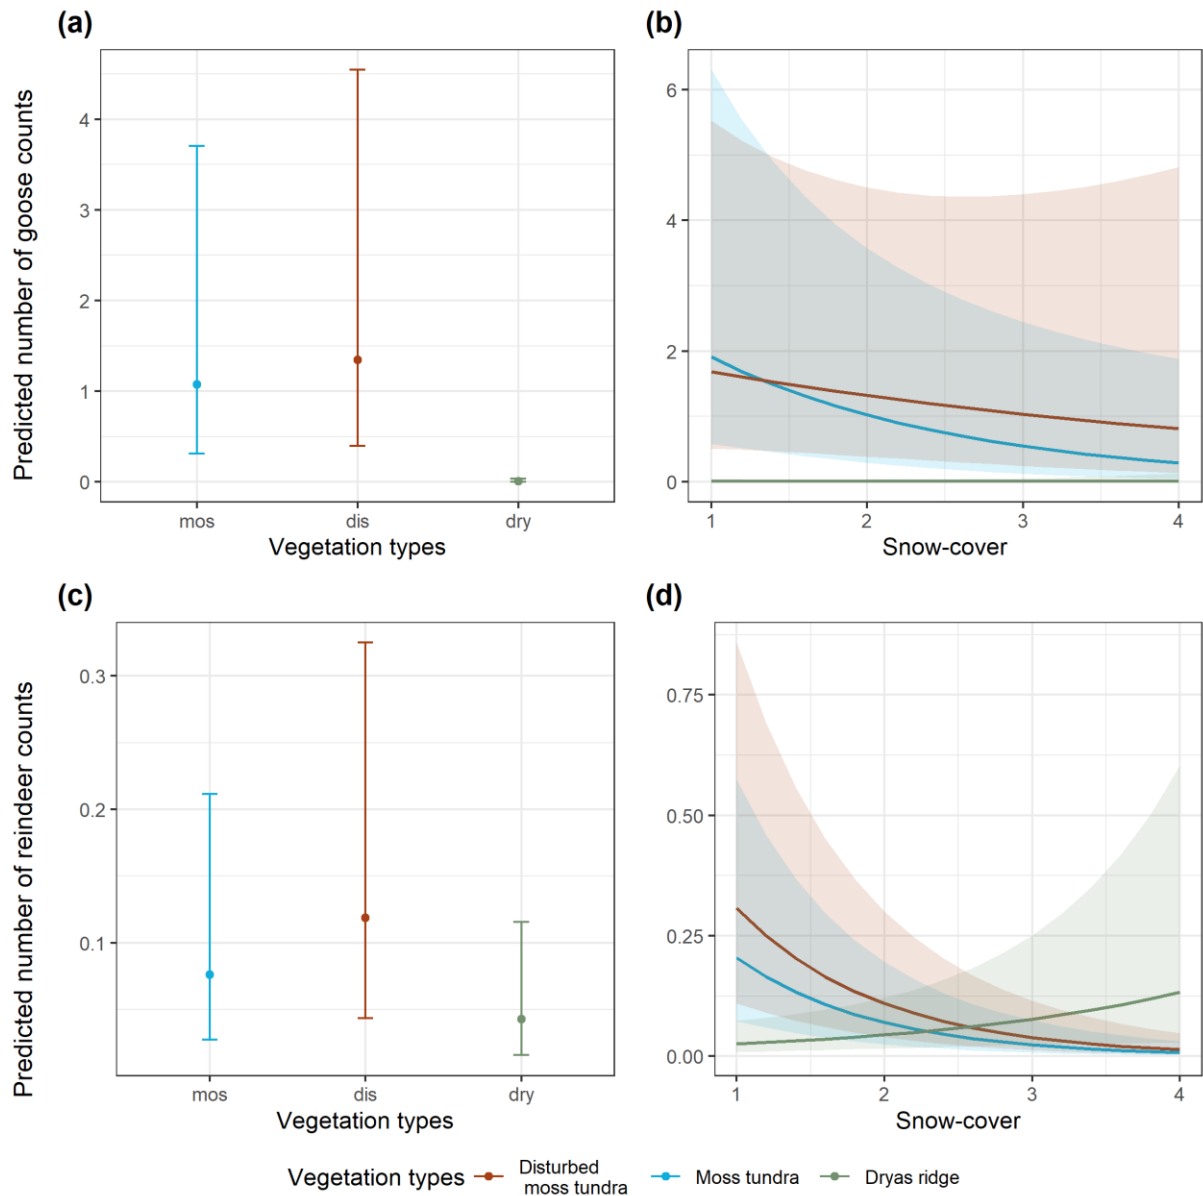 (a)
Predicted number of goose counts
4
3
2
1
0
mos dis dry
Vegetation types
(b)
6
4
2
0
1 2 3 4
Snow-cover
(c)
Predicted number of reindeer counts
0.3
0.2
0.1
mos dis dry
Vegetation types
(d)
0.75
0.50
0.25
0.00
1 2 3 4
Snow-cover
Vegetation types Disturbed
moss tundra Moss tundra Dryas ridge